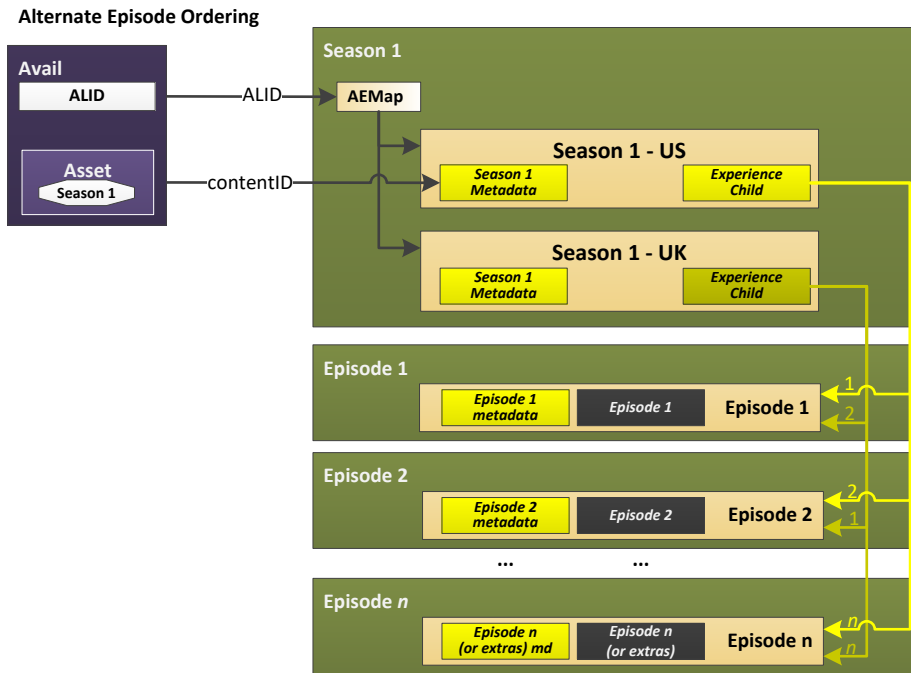 Alternate Episode Ordering
Avail
ALID
Asset
Season 1
ALID
contentID
Season 1
AEMap
Season 1 - US
Season 1
Metadata
Experience
Child
Season 1 - UK
Season 1
Metadata
Experience
Child
Episode 1
Episode 1
metadata
Episode 1
Episode 1
1
2
Episode 2
Episode 2
metadata
Episode 2
Episode 2
2
1
...
...
Episode n
Episode n
(or extras) md
Episode n
(or extras)
Episode n
n
n